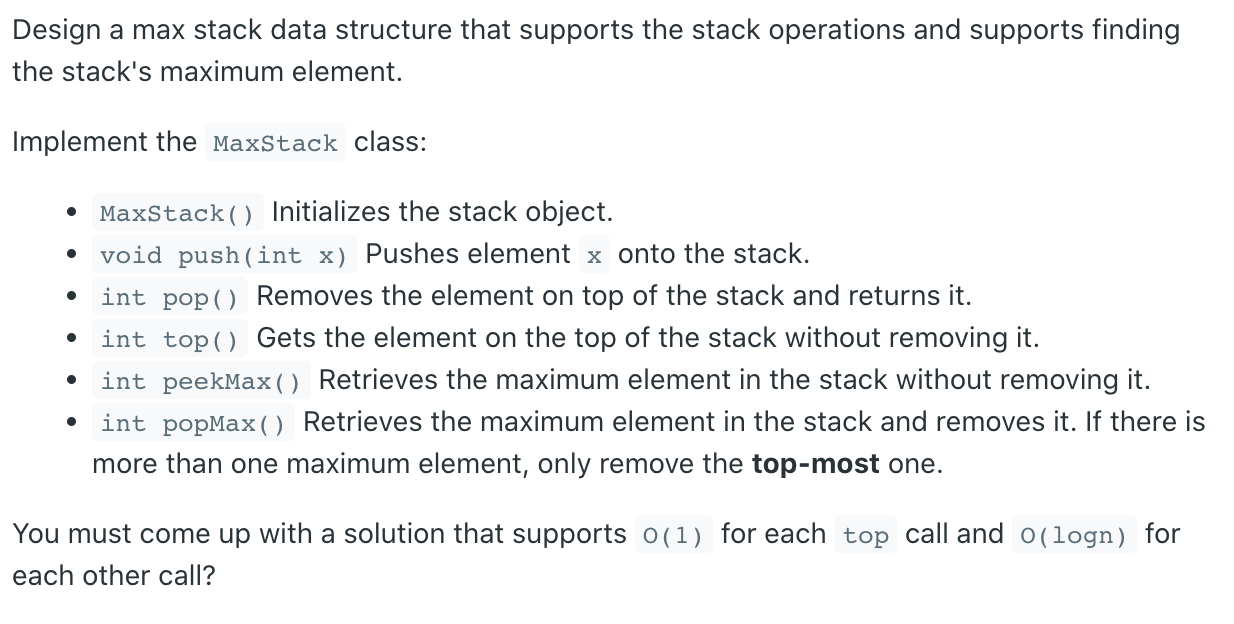 Design a max stack data structure that supports the stack operations and supports finding
the stack's maximum element.
Implement the MaxStack class:
• MaxStack() Initializes the stack object.
• void push(int x) Pushes element x onto the stack.
• int pop() Removes the element on top of the stack and returns it.
• int top() Gets the element on the top of the stack without removing it.
• int peekMax() Retrieves the maximum element in the stack without removing it.
• int popMax() Retrieves the maximum element in the stack and removes it. If there is
more than one maximum element, only remove the top-most one.
You must come up with a solution that supports O(1) for each top call and O(logn) for
each other call?